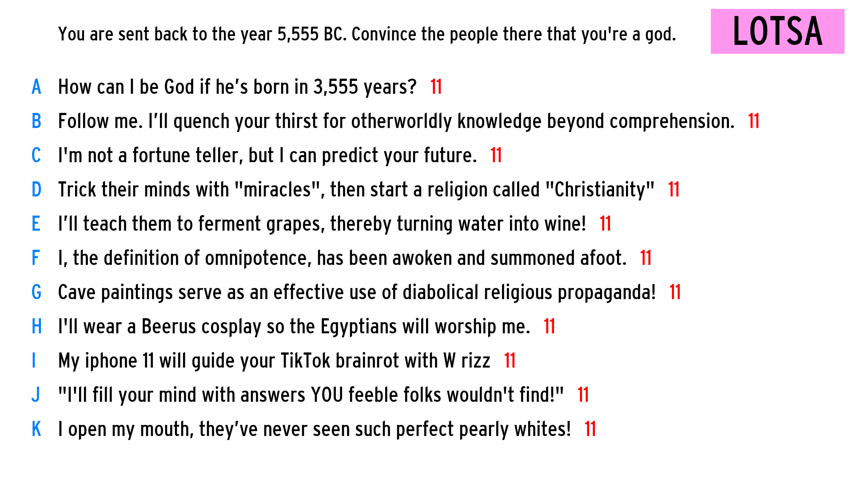 You are sent back to the year 5,555 BC. Convince the people there that you're a god.
LOTSA
A How can I be God if he’s born in 3,555 years? 11
B Follow me. I’ll quench your thirst for otherworldly knowledge beyond comprehension. 11
C I'm not a fortune teller, but I can predict your future. 11
D Trick their minds with "miracles", then start a religion called "Christianity" 11
E I’ll teach them to ferment grapes, thereby turning water into wine! 11
F I, the definition of omnipotence, has been awoken and summoned afoot. 11
G Cave paintings serve as an effective use of diabolical religious propaganda! 11
H I'll wear a Beerus cosplay so the Egyptians will worship me. 11
I My iphone 11 will guide your TikTok brainrot with W rizz 11
J "I'll fill your mind with answers YOU feeble folks wouldn't find!" 11
K I open my mouth, they’ve never seen such perfect pearly whites! 11